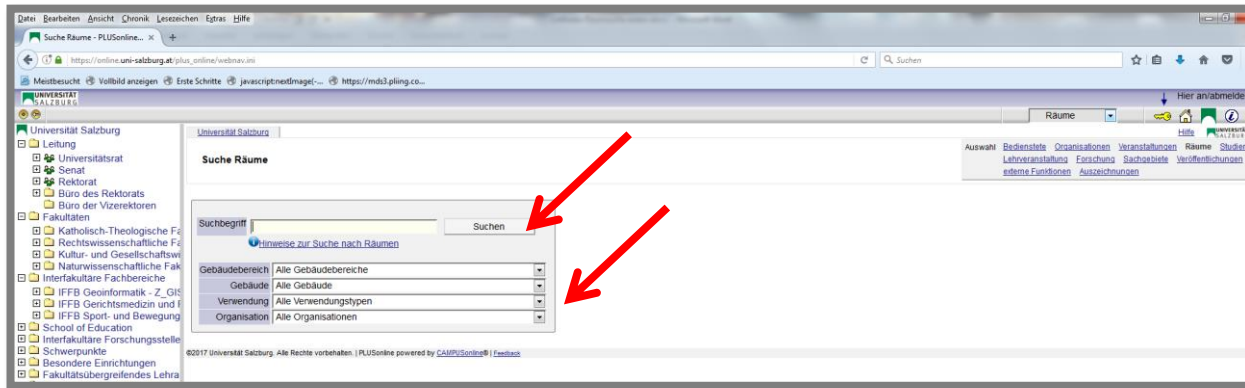 Datei Bearbeiten Ansicht Chronik Lesezeichen Extras Hilfe
Suche Räume - PLUSonline... × +
https://online.uni-salzburg.at/plus_online/webnav.ini
Suchen
Meistbesucht Vollbild anzeigen Erste Schritte javascript:nextImage(-... https://mds3.pliing.co...
UNIVERSITÄT
SALZBURG
Hier an/abmelde
Räume
Universität Salzburg
Leitung
Universitätsrat
Senat
Rektorat
Büro des Rektorats
Büro der Vizerektoren
Fakultäten
Katholisch-Theologische Fa
Rechtswissenschaftliche Fa
Kultur- und Gesellschaftswi
Naturwissenschaftliche Fak
Interfakultäre Fachbereiche
IFFB Geoinformatik - Z_GIS
IFFB Gerichtsmedizin und F
IFFB Sport- und Bewegung
School of Education
Interfakultäre Forschungsstelle
Schwerpunkte
Besondere Einrichtungen
Fakultätsübergreifendes Lehra
Universität Salzburg
Hilfe
Suche Räume
Auswahl Bedienstete Organisationen Veranstaltungen Räume Studien
Lehrveranstaltung Forschung Sachgebiete Veröffentlichungen
externe Funktionen Auszeichnungen
Suchbegriff Suchen
Hinweise zur Suche nach Räumen
Gebäudebereich Alle Gebäudebereiche
Gebäude Alle Gebäude
Verwendung Alle Verwendungstypen
Organisation Alle Organisationen
©2017 Universität Salzburg. Alle Rechte vorbehalten. | PLUSonline powered by CAMPUSonline® | Feedback